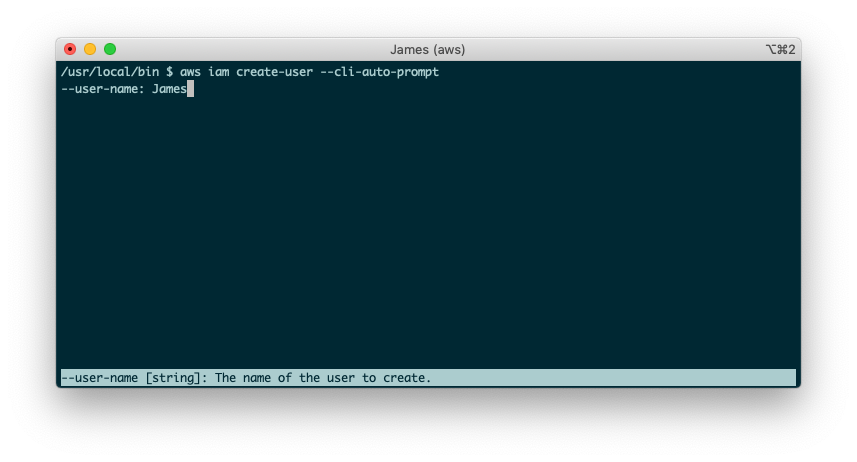 James (aws) ⌥⌘2
/usr/local/bin $ aws iam create-user --cli-auto-prompt
--user-name: James
--user-name [string]: The name of the user to create.